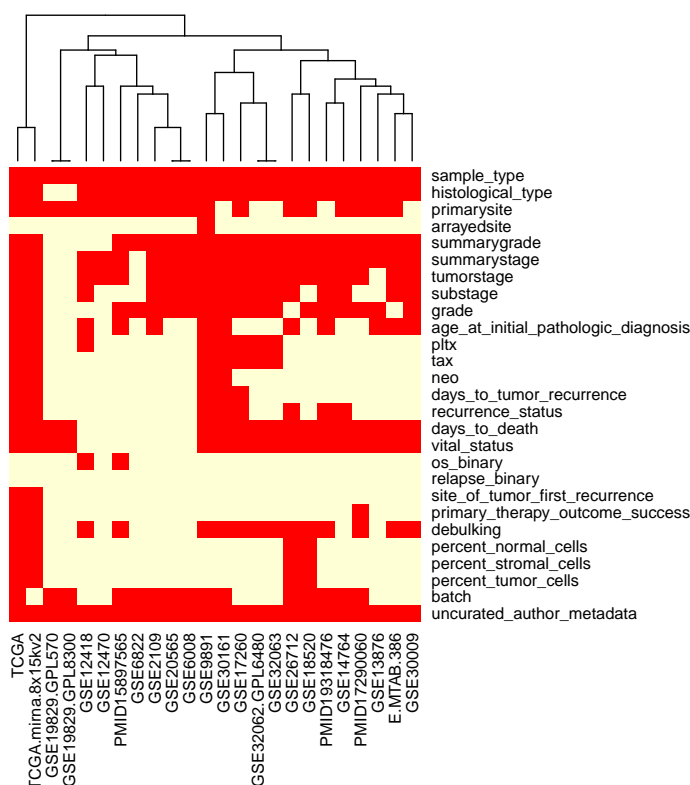 sample_type
histological_type
primarysite
arrayedsite
summarygrade
summarystage
tumorstage
substage
grade
age_at_initial_pathologic_diagnosis
pltx
tax
neo
days_to_tumor_recurrence
recurrence_status
days_to_death
vital_status
os_binary
relapse_binary
site_of_tumor_first_recurrence
primary_therapy_outcome_success
debulking
percent_normal_cells
percent_stromal_cells
percent_tumor_cells
batch
uncurated_author_metadata
TCGA
TCGA.mirna.8x15kv2
GSE19829.GPL570
GSE19829.GPL8300
GSE12418
GSE12470
PMID15897565
GSE6822
GSE2109
GSE20565
GSE6008
GSE9891
GSE30161
GSE17260
GSE32062.GPL6480
GSE32063
GSE26712
GSE18520
PMID19318476
GSE14764
PMID17290060
GSE13876
E.MTAB.386
GSE30009